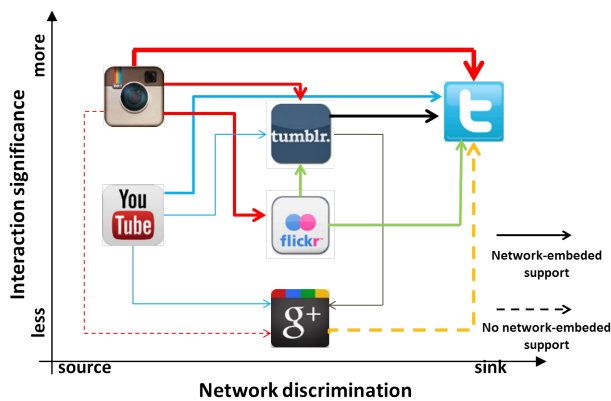 more
Interaction significance
less
tumblr.
You
Tube
flickr
g+
t
Network-embeded
support
No network-embeded
support
source
sink
Network discrimination